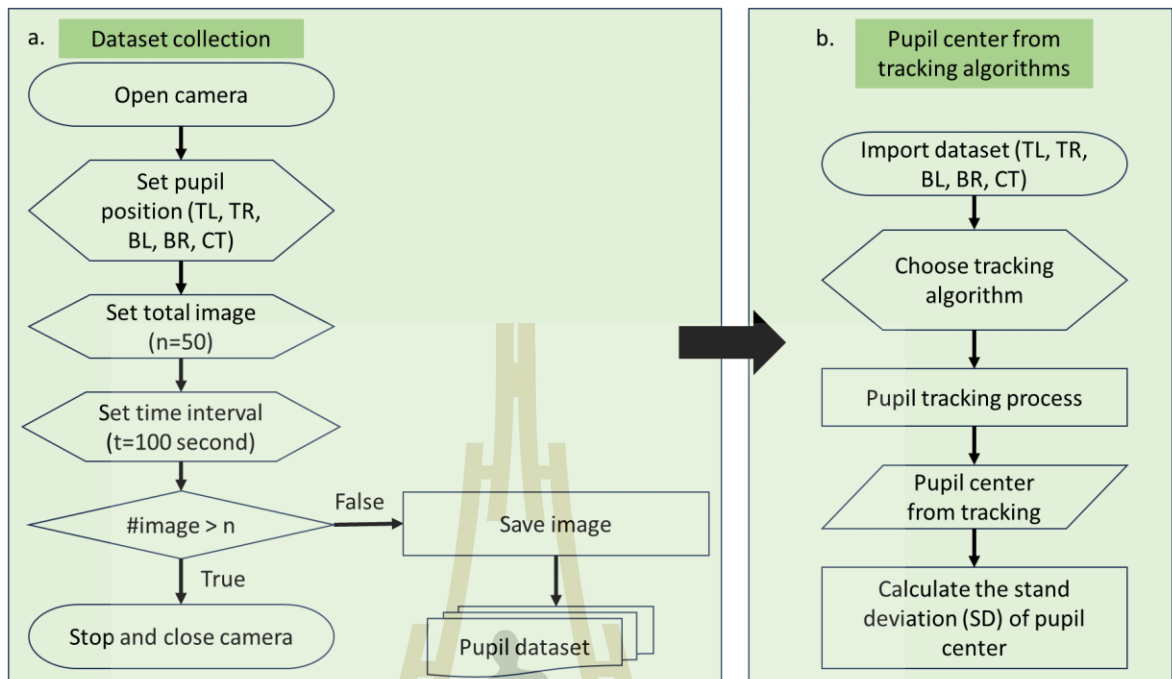 a.
Dataset collection
Open camera
Set pupil
position (TL, TR,
BL, BR, CT)
Set total image
(n=50)
Set time interval
(t=100 second)
#image > n
False
Save image
True
Stop and close camera
Pupil dataset
b.
Pupil center from
tracking algorithms
Import dataset (TL, TR,
BL, BR, CT)
Choose tracking
algorithm
Pupil tracking process
Pupil center
from tracking
Calculate the stand
deviation (SD) of pupil
center